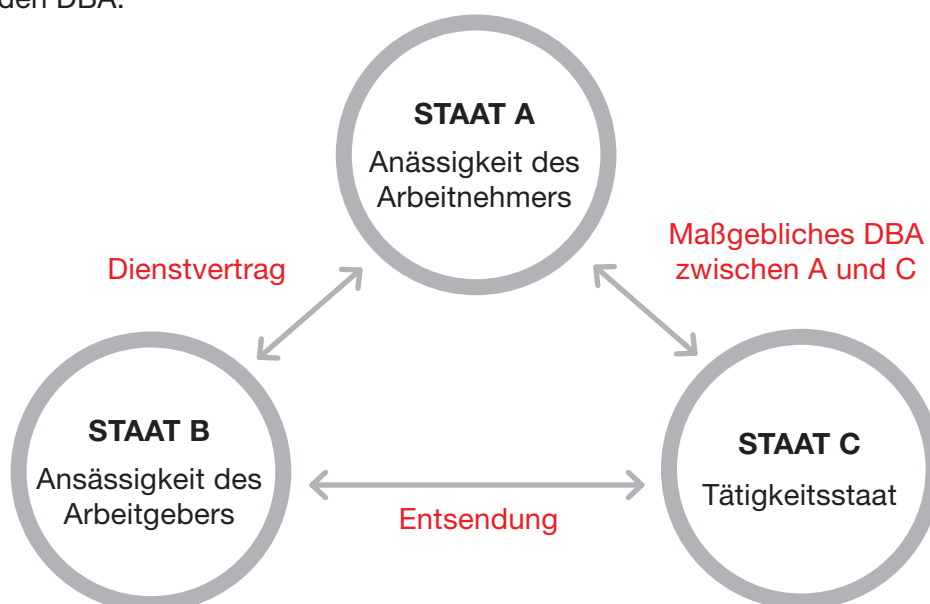 den DBA.
STAAT A
Anässigkeit des
Arbeitnehmers
Maßgebliches DBA
zwischen A und C
Dienstvertrag
STAAT B
Ansässigkeit des
Arbeitgebers
STAAT C
Tätigkeitsstaat
Entsendung